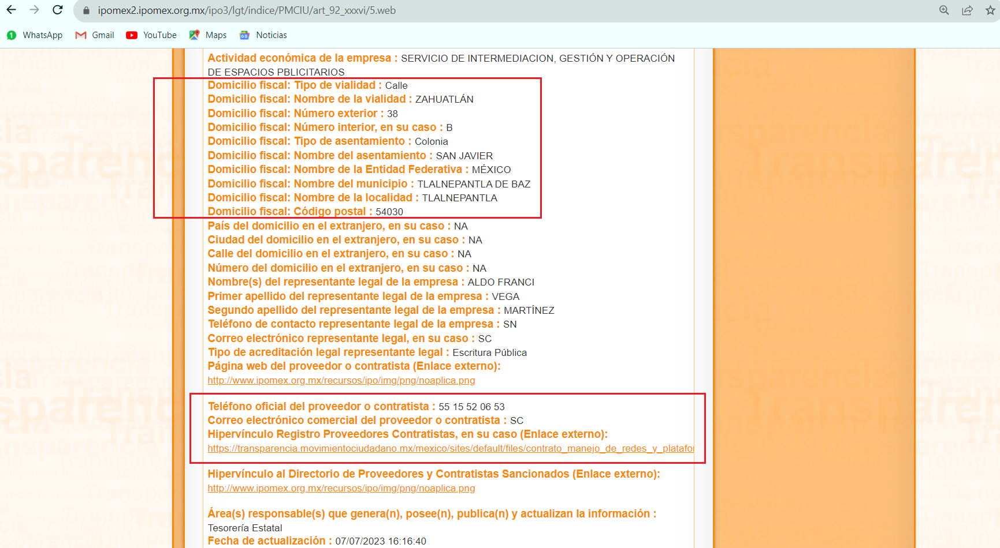 ipomex2.ipomex.org.mx/ipo3/lgt/indice/PMCIU/art_92_xxxvi/5.web
WhatsApp Gmail YouTube Maps Noticias
Actividad económica de la empresa : SERVICIO DE INTERMEDIACION, GESTIÓN Y OPERACIÓN
DE ESPACIOS PBLICITARIOS
Domicilio fiscal: Tipo de vialidad : Calle
Domicilio fiscal: Nombre de la vialidad : ZAHUATLÁN
Domicilio fiscal: Número exterior : 38
Domicilio fiscal: Número interior, en su caso : B
Domicilio fiscal: Tipo de asentamiento : Colonia
Domicilio fiscal: Nombre del asentamiento : SAN JAVIER
Domicilio fiscal: Nombre de la Entidad Federativa : MÉXICO
Domicilio fiscal: Nombre del municipio : TLALNEPANTLA DE BAZ
Domicilio fiscal: Nombre de la localidad : TLALNEPANTLA
Domicilio fiscal: Código postal : 54030
País del domicilio en el extranjero, en su caso : NA
Ciudad del domicilio en el extranjero, en su caso : NA
Calle del domicilio en el extranjero, en su caso : NA
Número del domicilio en el extranjero, en su caso : NA
Nombre(s) del representante legal de la empresa : ALDO FRANCI
Primer apellido del representante legal de la empresa : VEGA
Segundo apellido del representante legal de la empresa : MARTÍNEZ
Teléfono de contacto representante legal de la empresa : SN
Correo electrónico representante legal, en su caso : SC
Tipo de acreditación legal representante legal : Escritura Pública
Página web del proveedor o contratista (Enlace externo):
http://www.ipomex.org.mx/recursos/ipo/img/png/noaplica.png
Teléfono oficial del proveedor o contratista : 55 15 52 06 53
Correo electrónico comercial del proveedor o contratista : SC
Hipervínculo Registro Proveedores Contratistas, en su caso (Enlace externo):
https://transparencia.movimientociudadano.mx/mexico/sites/default/files/contrato_manejo_de_redes_y_platafor
Hipervínculo al Directorio de Proveedores y Contratistas Sancionados (Enlace externo):
http://www.ipomex.org.mx/recursos/ipo/img/png/noaplica.png
Área(s) responsable(s) que genera(n), posee(n), publica(n) y actualizan la información :
Tesorería Estatal
Fecha de actualización : 07/07/2023 16:16:40